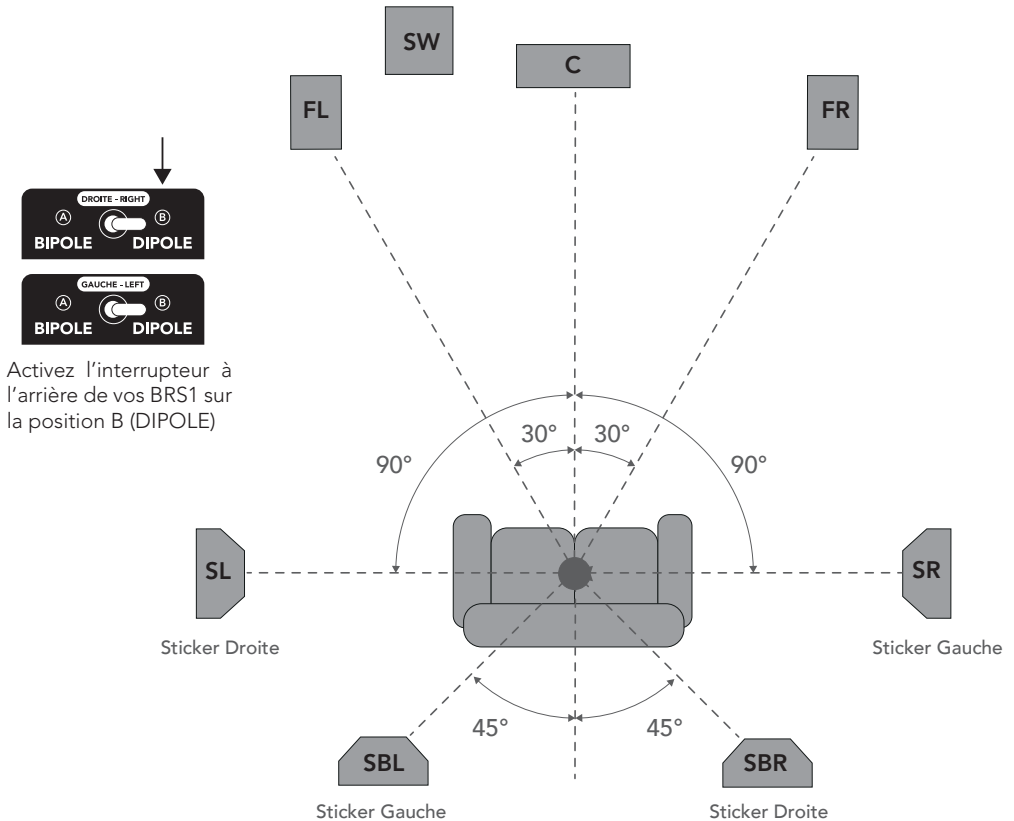 SW
C
FL
FR
DROITE - RIGHT
A B
BIPOLE DIPOLE
GAUCHE - LEFT
A B
BIPOLE DIPOLE
Activez l'interrupteur à
l'arrière de vos BRS1 sur
la position B (DIPOLE)
30° 30°
90° 90°
SL
SR
Sticker Droite
Sticker Gauche
45° 45°
SBL
SBR
Sticker Gauche
Sticker Droite